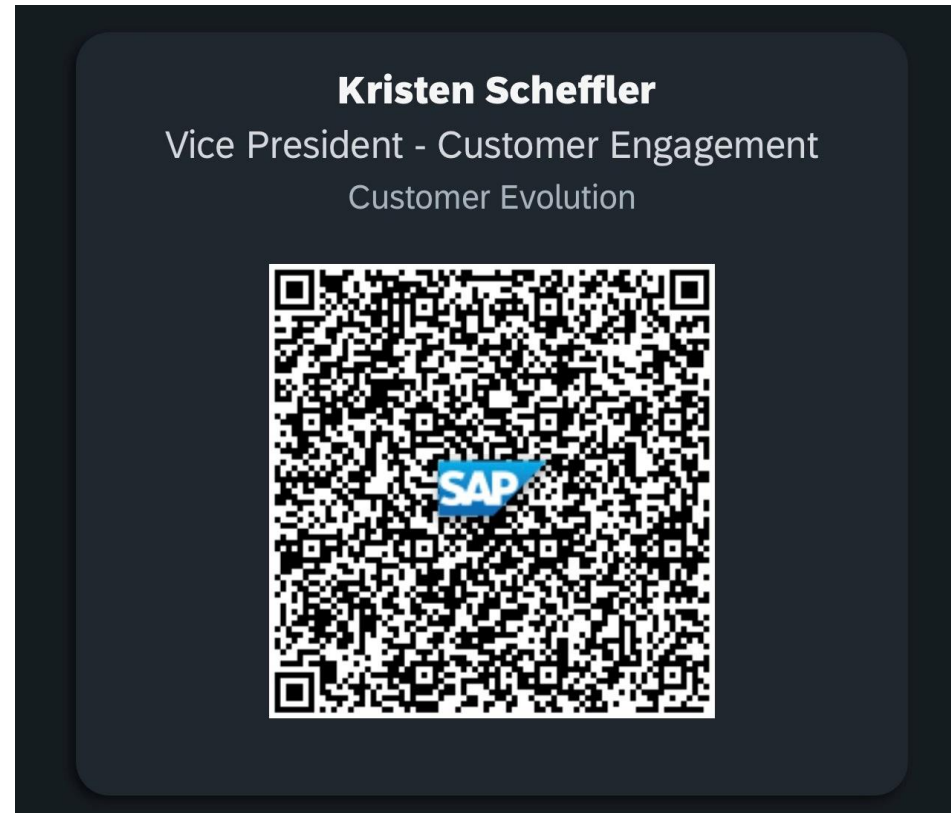 Kristen Scheffler
Vice President - Customer Engagement
Customer Evolution
SAP